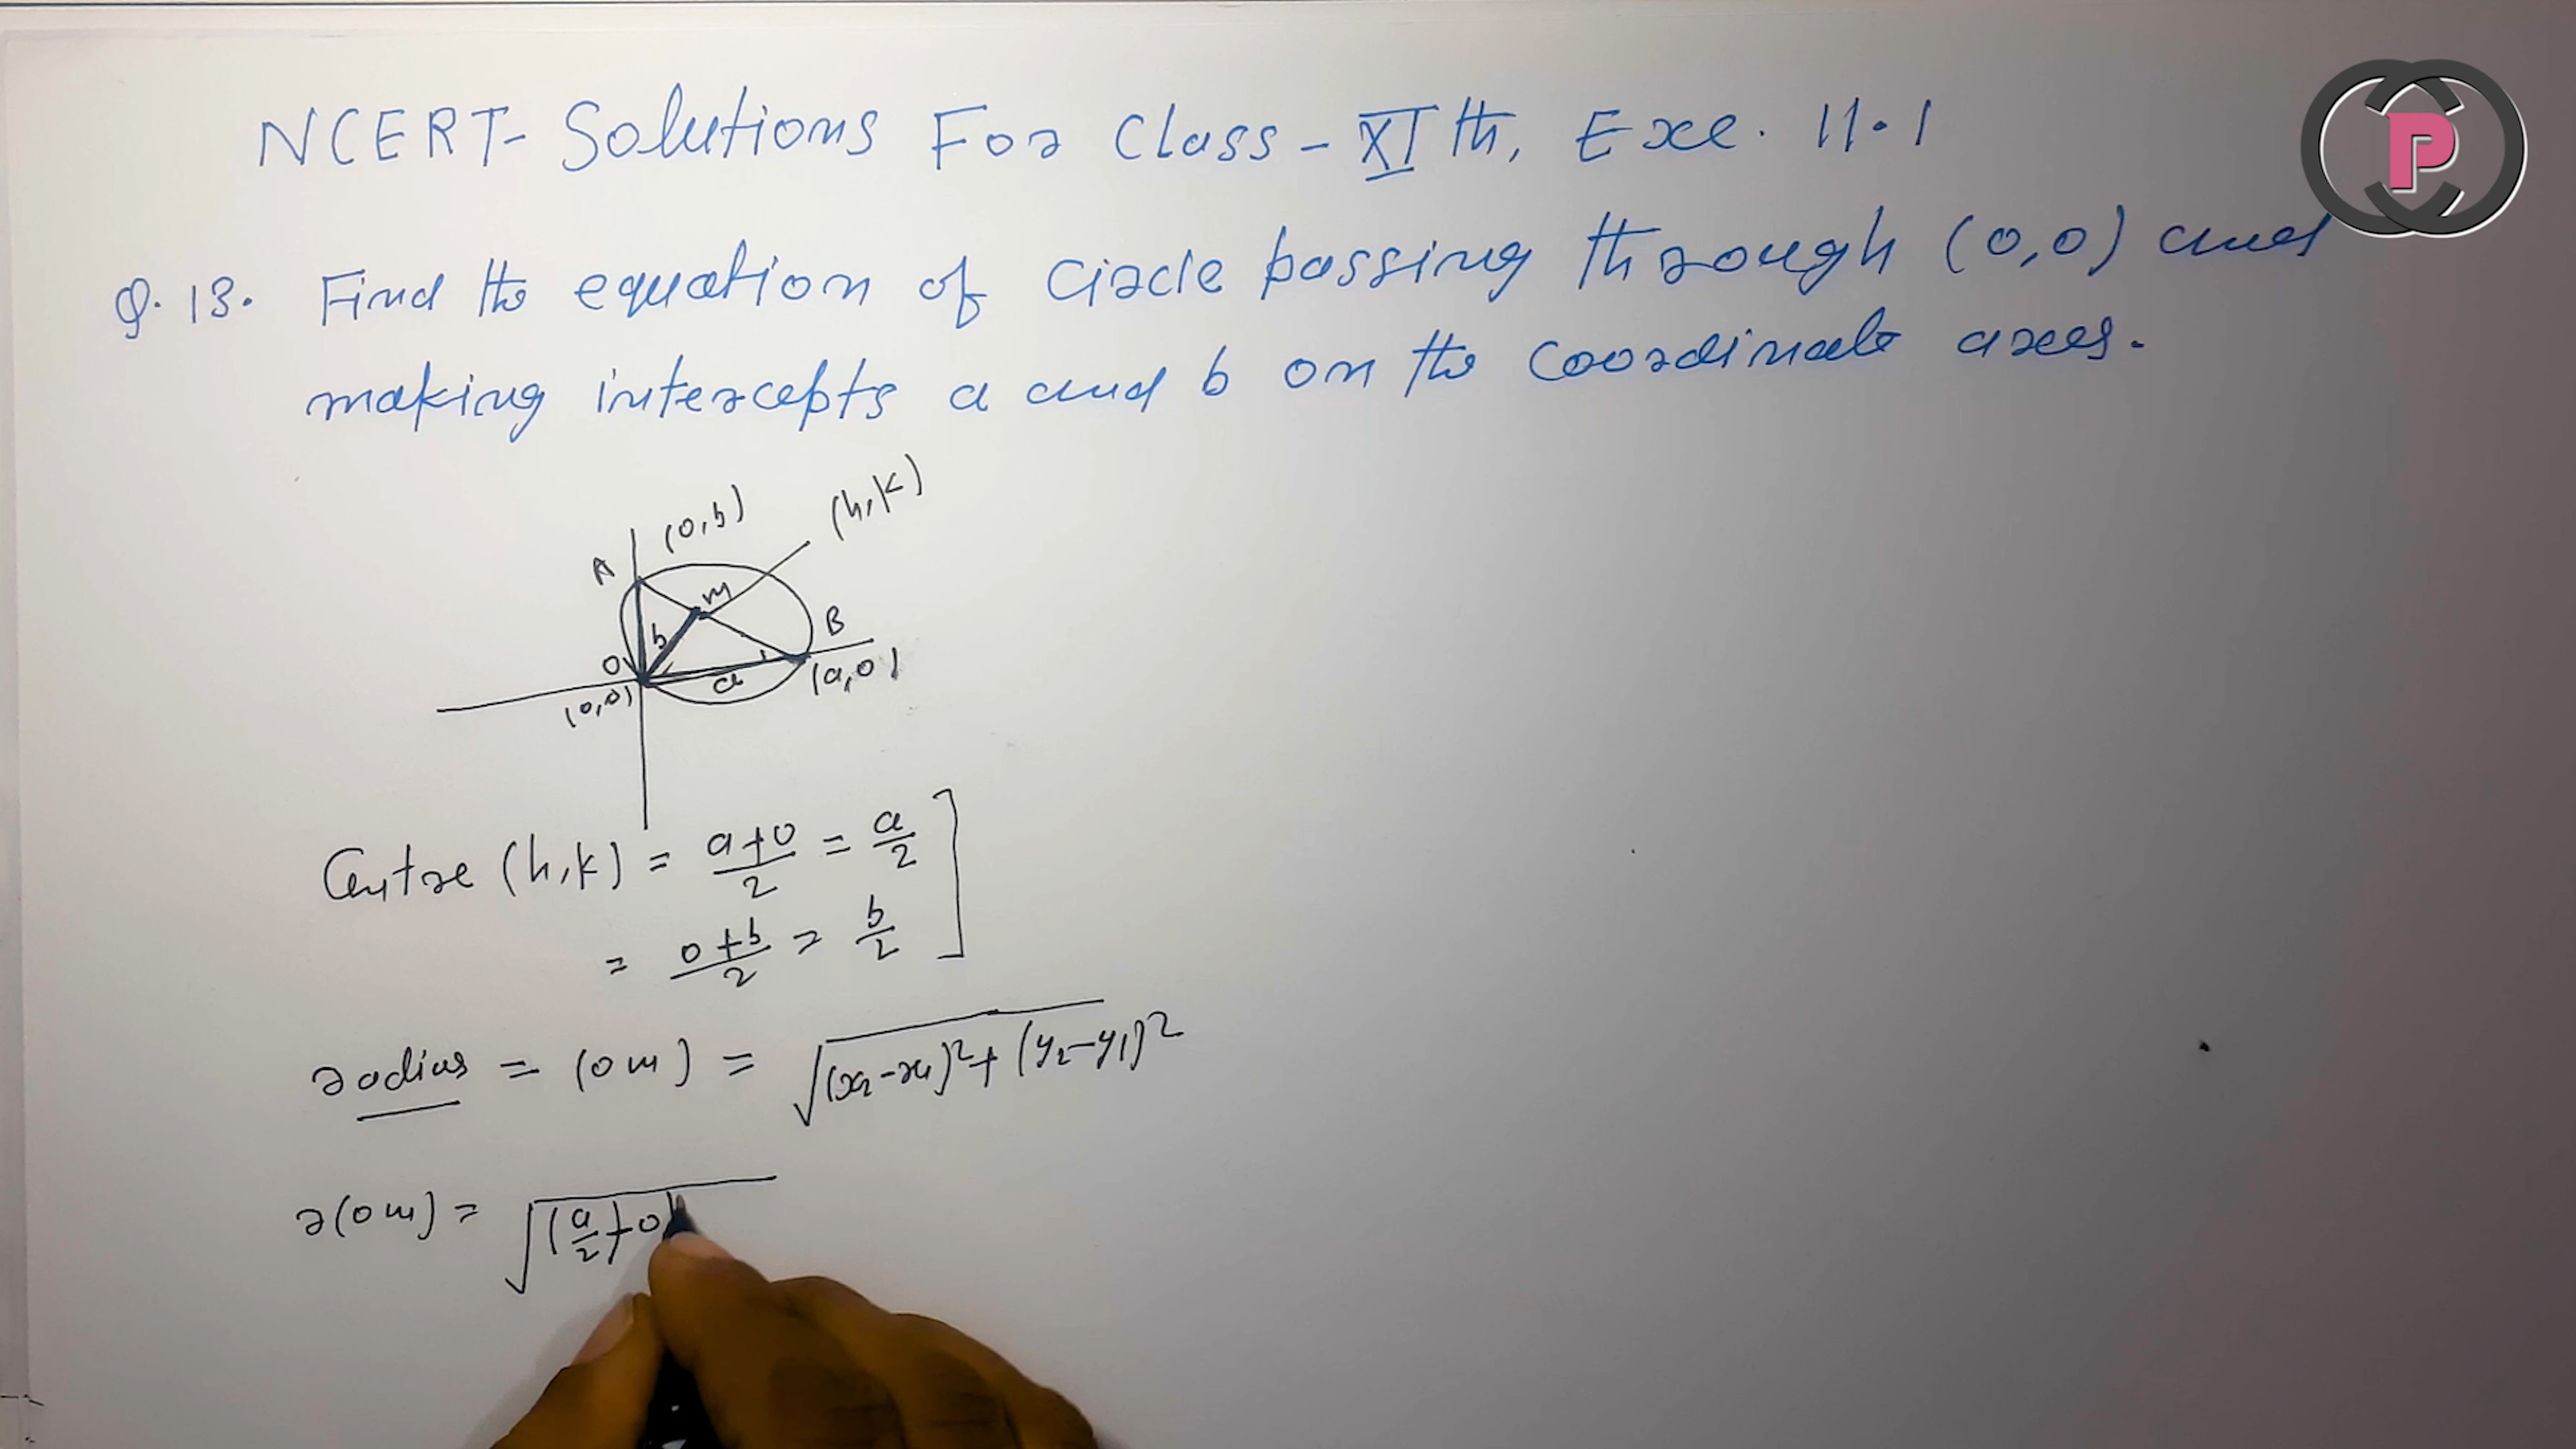 NCERT- Solutions For Class - XIth, Exe. 11.1
Q. 13. Find the equation of Circle passing through (0,0) and
making intercepts a and b on the Coordinate axes.
(0,b) (h,k)
A
m
B
b
O
a
(a,0)
(0,0)
Centre (h,k) = a+0/2 = a/2
= 0+b/2 = b/2
radius = (om) = √(x2-x1)²+(y2-y1)²
r(om) = √(a/2)-0)
P